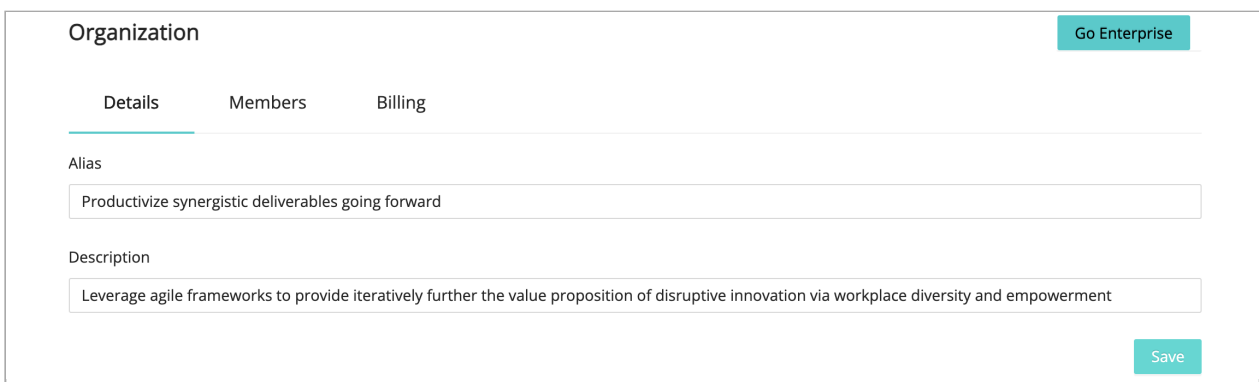 Organization
Go Enterprise
Details Members Billing
Alias
Productivize synergistic deliverables going forward
Description
Leverage agile frameworks to provide iteratively further the value proposition of disruptive innovation via workplace diversity and empowerment
Save